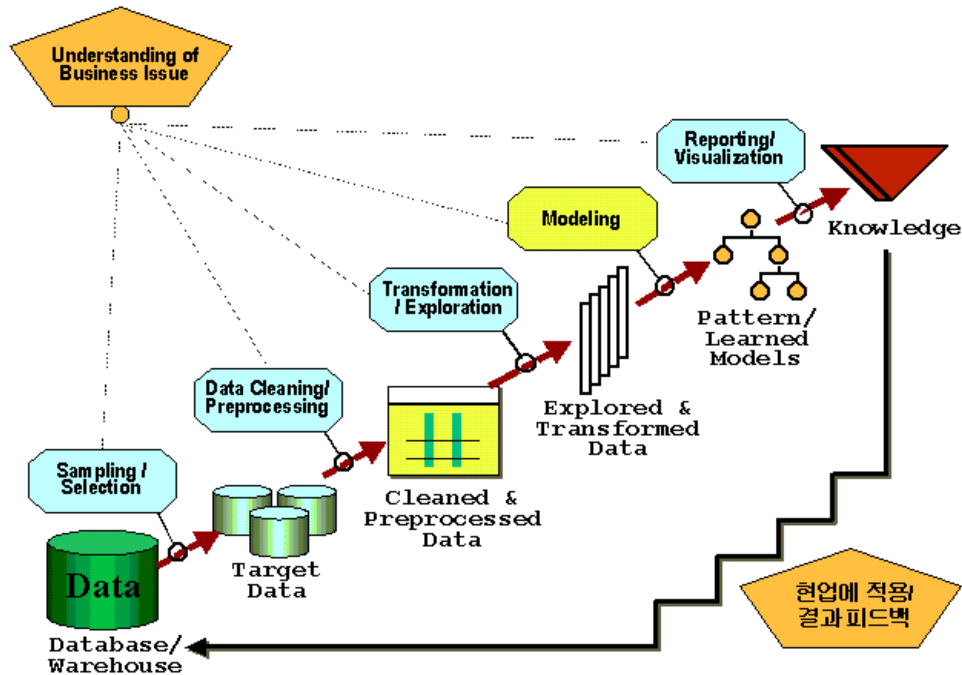 Understanding of
Business Issue
Reporting/
Visualization
Knowledge
Modeling
Pattern/
Learned
Models
Transformation
/ Exploration
Explored &
Transformed
Data
Data Cleaning/
Preprocessing
Cleaned &
Preprocessed
Data
Sampling /
Selection
Target
Data
Data
Database/
Warehouse
현업에 적용/
결과 피드백